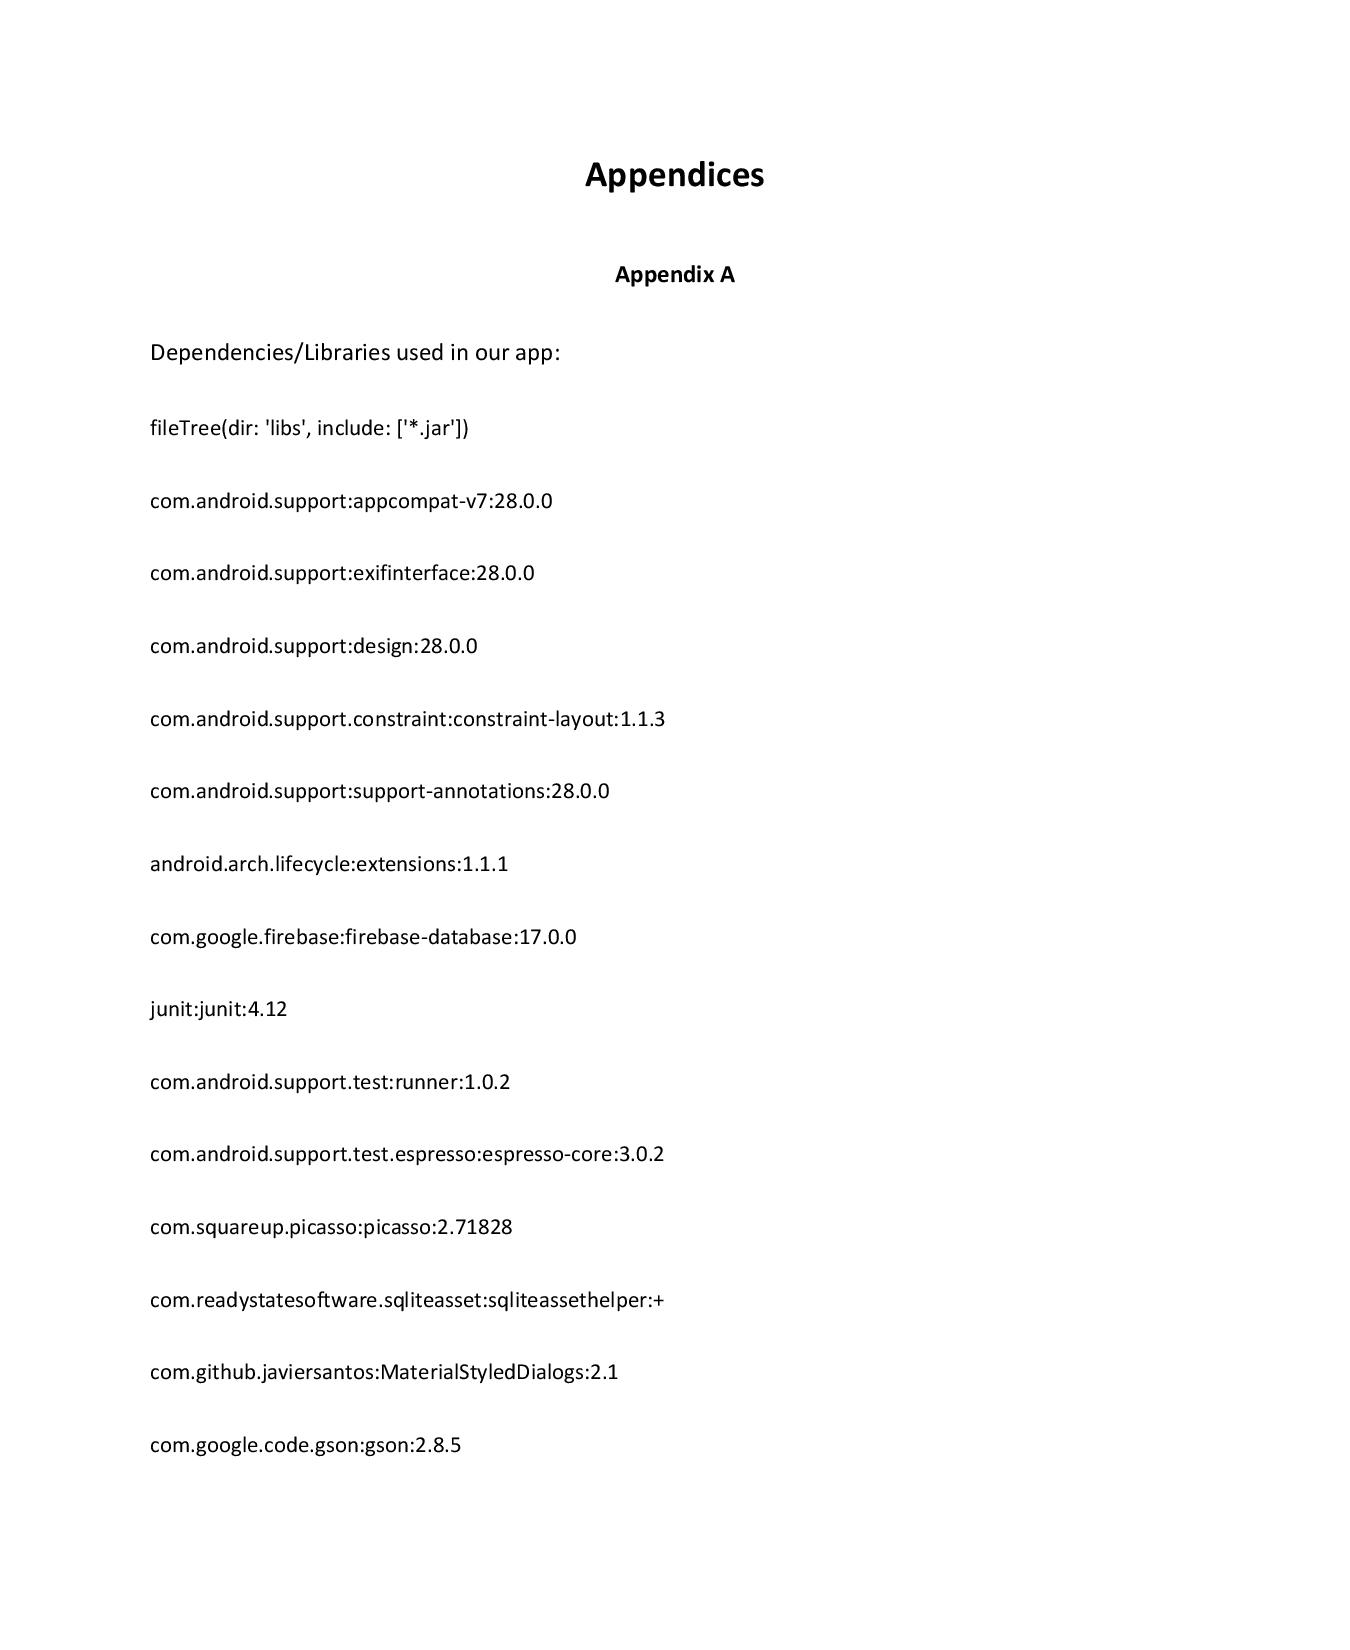 Appendices
Appendix A
Dependencies/Libraries used in our app:
fileTree(dir: 'libs', include: ['*.jar'])
com.android.support:appcompat-v7:28.0.0
com.android.support:exifinterface:28.0.0
com.android.support:design:28.0.0
com.android.support.constraint:constraint-layout:1.1.3
com.android.support:support-annotations:28.0.0
android.arch.lifecycle:extensions:1.1.1
com.google.firebase:firebase-database:17.0.0
junit:junit:4.12
com.android.support.test:runner:1.0.2
com.android.support.test.espresso:espresso-core:3.0.2
com.squareup.picasso:picasso:2.71828
com.readystatesoftware.sqliteasset:sqliteassethelper:+
com.github.javiersantos:MaterialStyledDialogs:2.1
com.google.code.gson:gson:2.8.5